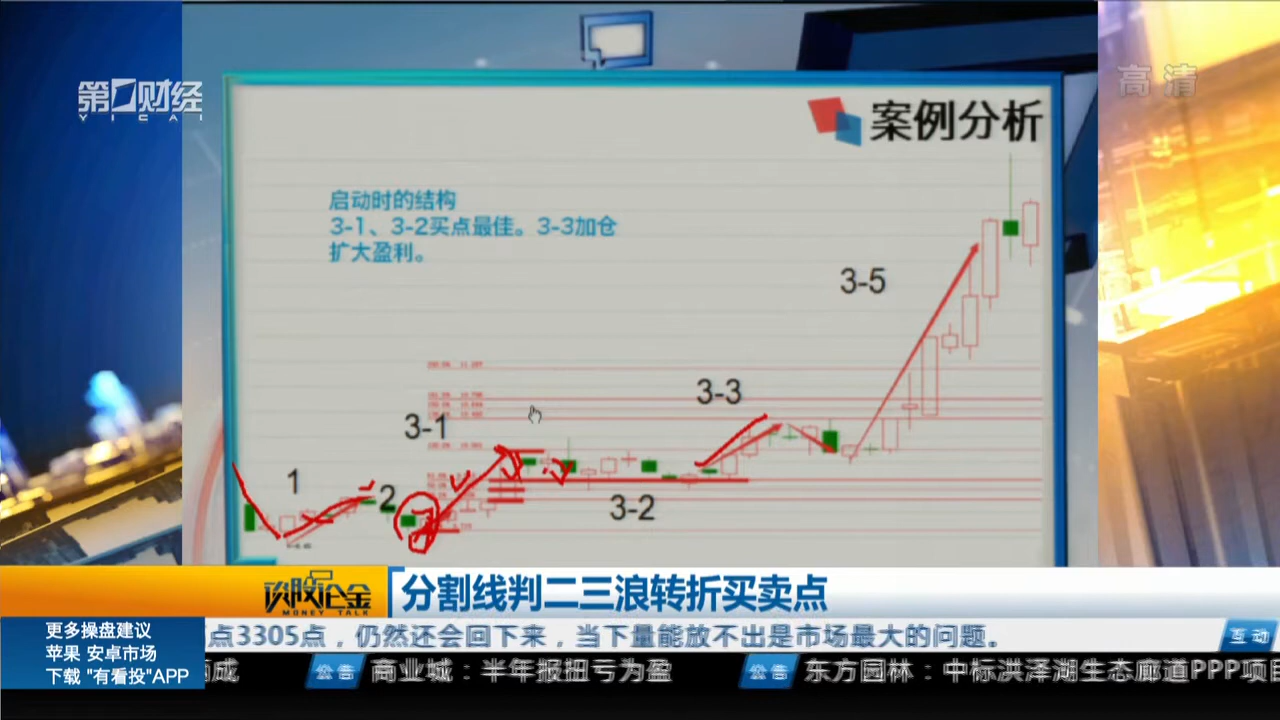 第一财经
YICAI
高清
案例分析
启动时的结构
3-1、3-2买点最佳。3-3加仓
扩大盈利。
3-5
3-3
3-1
1
2
3-2
谈股论金
MONEY TALK
分割线判二三浪转折买卖点
更多操盘建议
苹果 安卓市场
下载 "有看投"APP
点3305点，仍然还会回下来，当下量能放不出是市场最大的问题。
互动
成
公告
商业城：半年报扭亏为盈
公告
东方园林：中标洪泽湖生态廊道PPP项目